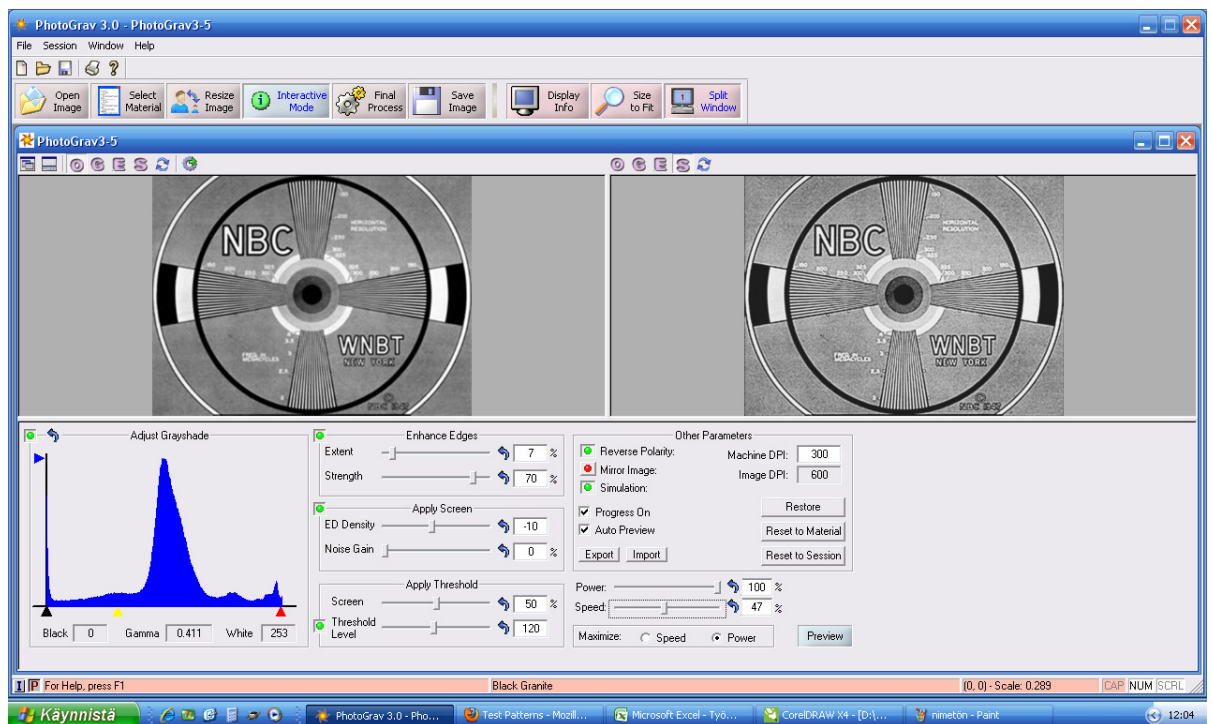 PhotoGrav 3.0 - PhotoGrav3-5
File Session Window Help
Open Image
Select Material
Resize Image
Interactive Mode
Final Process
Save Image
Display Info
Size to Fit
Split Window
PhotoGrav3-5
O G E S
O G E S
NBC
HORIZONTAL RESOLUTION
WNBT
NEW YORK
NBC
HORIZONTAL RESOLUTION
WNBT
NEW YORK
Adjust Grayshade
Black 0 Gamma 0.411 White 253
Enhance Edges
Extent 7 %
Strength 70 %
Apply Screen
ED Density -10
Noise Gain 0 %
Apply Threshold
Screen 50 %
Threshold Level 120
Other Parameters
Reverse Polarity:
Mirror Image:
Simulation:
Machine DPI: 300
Image DPI: 600
Progress On
Auto Preview
Export Import
Restore
Reset to Material
Reset to Session
Power: 100 %
Speed: 47 %
Maximize: Speed Power
Preview
I P For Help, press F1
Black Granite
(0, 0) - Scale: 0.289
CAP NUM SCRL
Käynnistä
PhotoGrav 3.0 - Pho...
Test Patterns - Mozill...
Microsoft Excel - Työ...
CorelDRAW X4 - [D:\...
nimetön - Paint
12:04